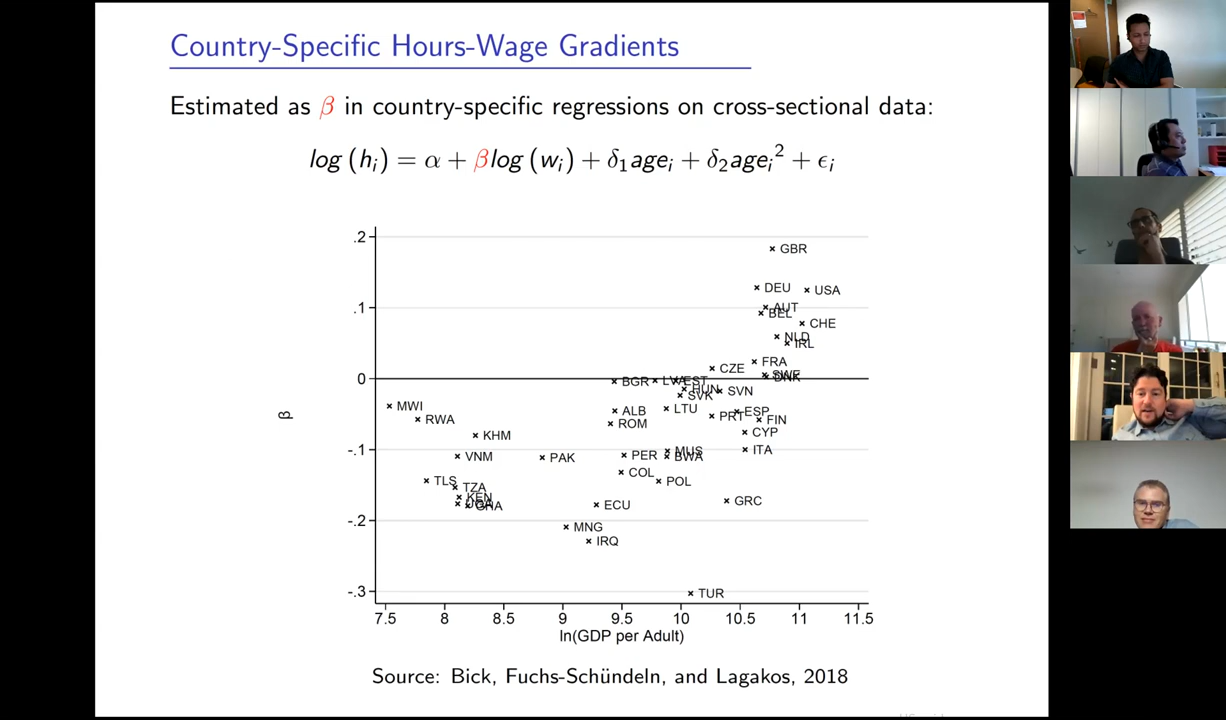 Country-Specific Hours-Wage Gradients
Estimated as β in country-specific regressions on cross-sectional data:
log (hᵢ) = α + βlog (wᵢ) + δ₁ageᵢ + δ₂ageᵢ² + ϵᵢ
.2
GBR
DEU
USA
.1
AUT
BEL
CHE
NLD
IRL
FRA
CZE
SWE
DNK
0
BGR
LVA
EST
HUN
SVN
SVK
MWI
LTU
ALB
ESP
PRT
RWA
FIN
ROM
CYP
KHM
β
-.1
ITA
MUS
VNM
PAK
PER
BWA
COL
TLS
POL
TZA
KEN
GHA
GRC
ECU
-.2
MNG
IRQ
-.3
TUR
7.5 8 8.5 9 9.5 10 10.5 11 11.5
ln(GDP per Adult)
Source: Bick, Fuchs-Schündeln, and Lagakos, 2018